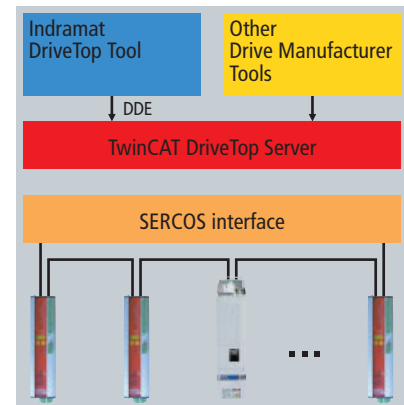 Indramat
DriveTop Tool
Other
Drive Manufacturer
Tools
DDE
TwinCAT DriveTop Server
SERCOS interface
...